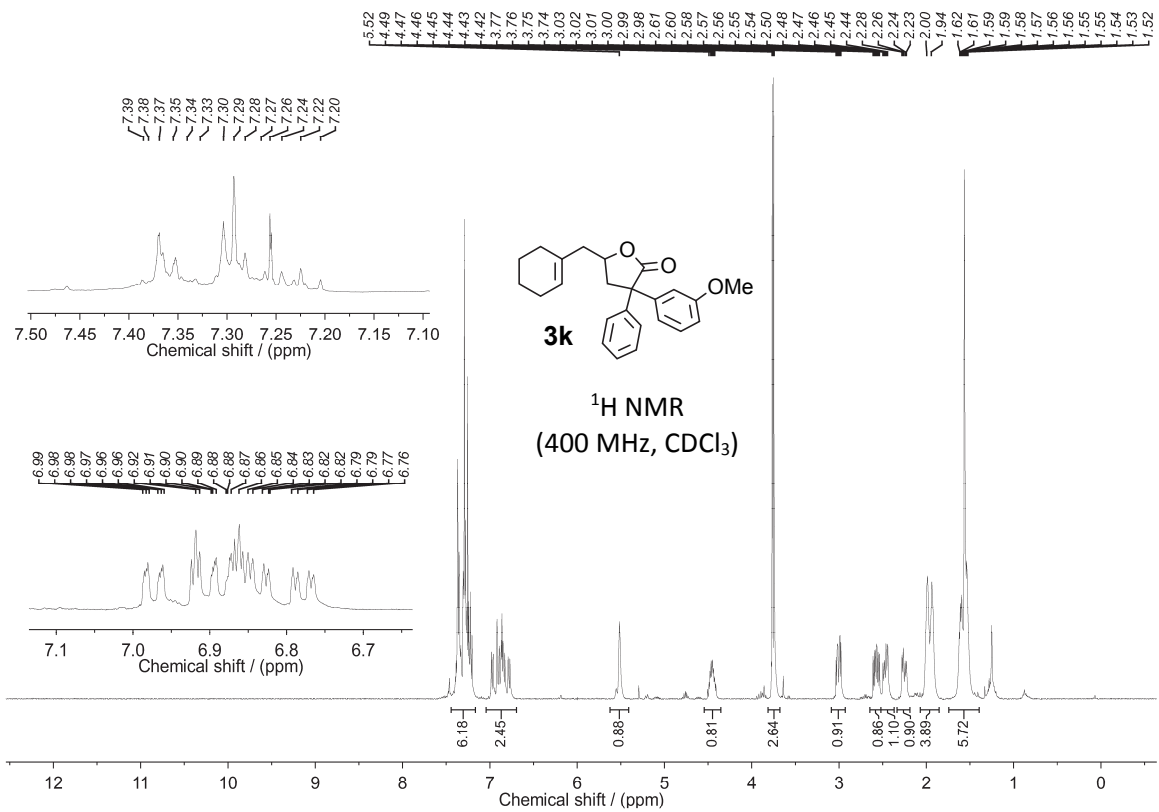 5.52 4.49 4.47 4.46 4.45 4.44 4.43 4.42 3.77 3.76 3.75 3.74 3.03 3.02 3.01 3.00 2.99 2.98 2.61 2.60 2.58 2.57 2.56 2.55 2.54 2.50 2.48 2.47 2.46 2.45 2.44 2.28 2.26 2.24 2.23 2.00 1.94 1.62 1.61 1.59 1.59 1.58 1.57 1.56 1.56 1.55 1.55 1.54 1.53 1.52
7.39 7.38 7.37 7.35 7.34 7.33 7.30 7.29 7.28 7.27 7.26 7.24 7.22 7.20
7.50 7.45 7.40 7.35 7.30 7.25 7.20 7.15 7.10
Chemical shift / (ppm)
O
O
OMe
3k
¹H NMR
(400 MHz, CDCl₃)
6.99 6.98 6.98 6.97 6.96 6.96 6.92 6.91 6.90 6.90 6.89 6.88 6.88 6.87 6.86 6.85 6.84 6.83 6.82 6.82 6.79 6.79 6.77 6.76
7.1 7.0 6.9 6.8 6.7
Chemical shift / (ppm)
6.18 2.45 0.88 0.81 2.64 0.91 0.86 1.10 0.90 3.89 5.72
12 11 10 9 8 7 6 5 4 3 2 1 0
Chemical shift / (ppm)